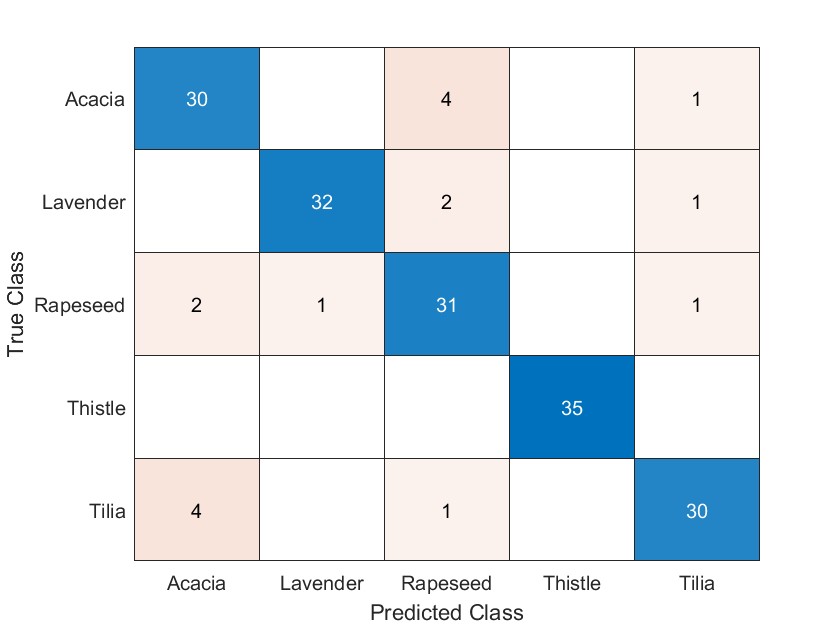 Acacia 30 4 1
Lavender 32 2 1
Rapeseed 2 1 31 1
Thistle 35
Tilia 4 1 30
Acacia Lavender Rapeseed Thistle Tilia
Predicted Class
True Class